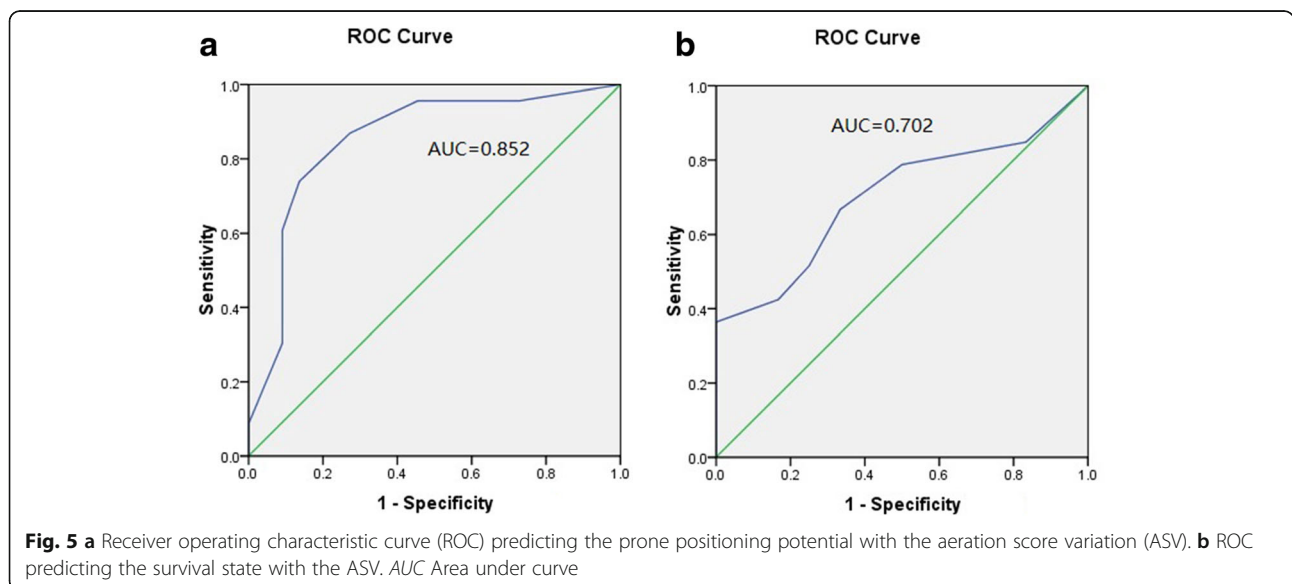 a
ROC Curve
1.0
0.8
0.6
0.4
0.2
0.0
Sensitivity
AUC=0.852
0.0 0.2 0.4 0.6 0.8 1.0
1 - Specificity
b
ROC Curve
1.0
0.8
0.6
0.4
0.2
0.0
Sensitivity
AUC=0.702
0.0 0.2 0.4 0.6 0.8 1.0
1 - Specificity
Fig. 5 a Receiver operating characteristic curve (ROC) predicting the prone positioning potential with the aeration score variation (ASV). b ROC
predicting the survival state with the ASV. AUC Area under curve